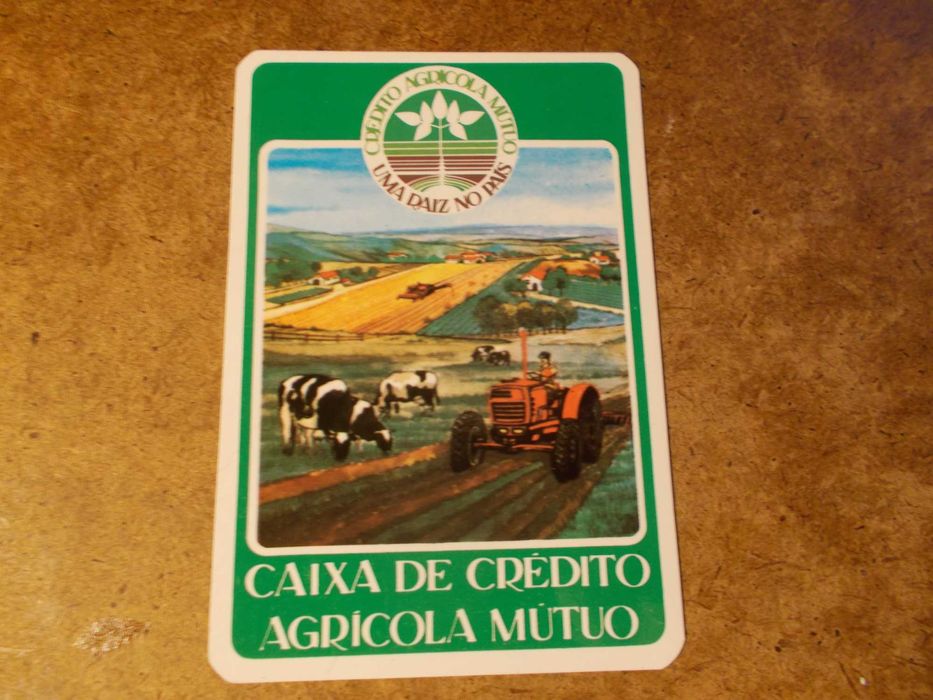 CRÉDITO AGRÍCOLA MÚTUO
UMA RAIZ NO PAÍS
CAIXA DE CRÉDITO
AGRÍCOLA MÚTUO